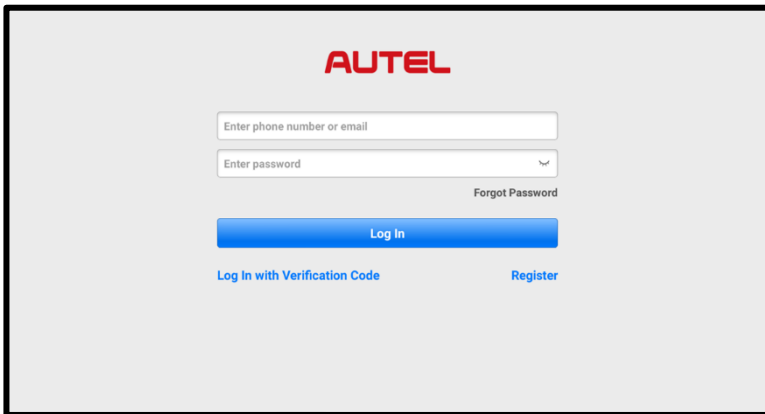 AUTEL
Enter phone number or email
Enter password
Forgot Password
Log In
Log In with Verification Code
Register